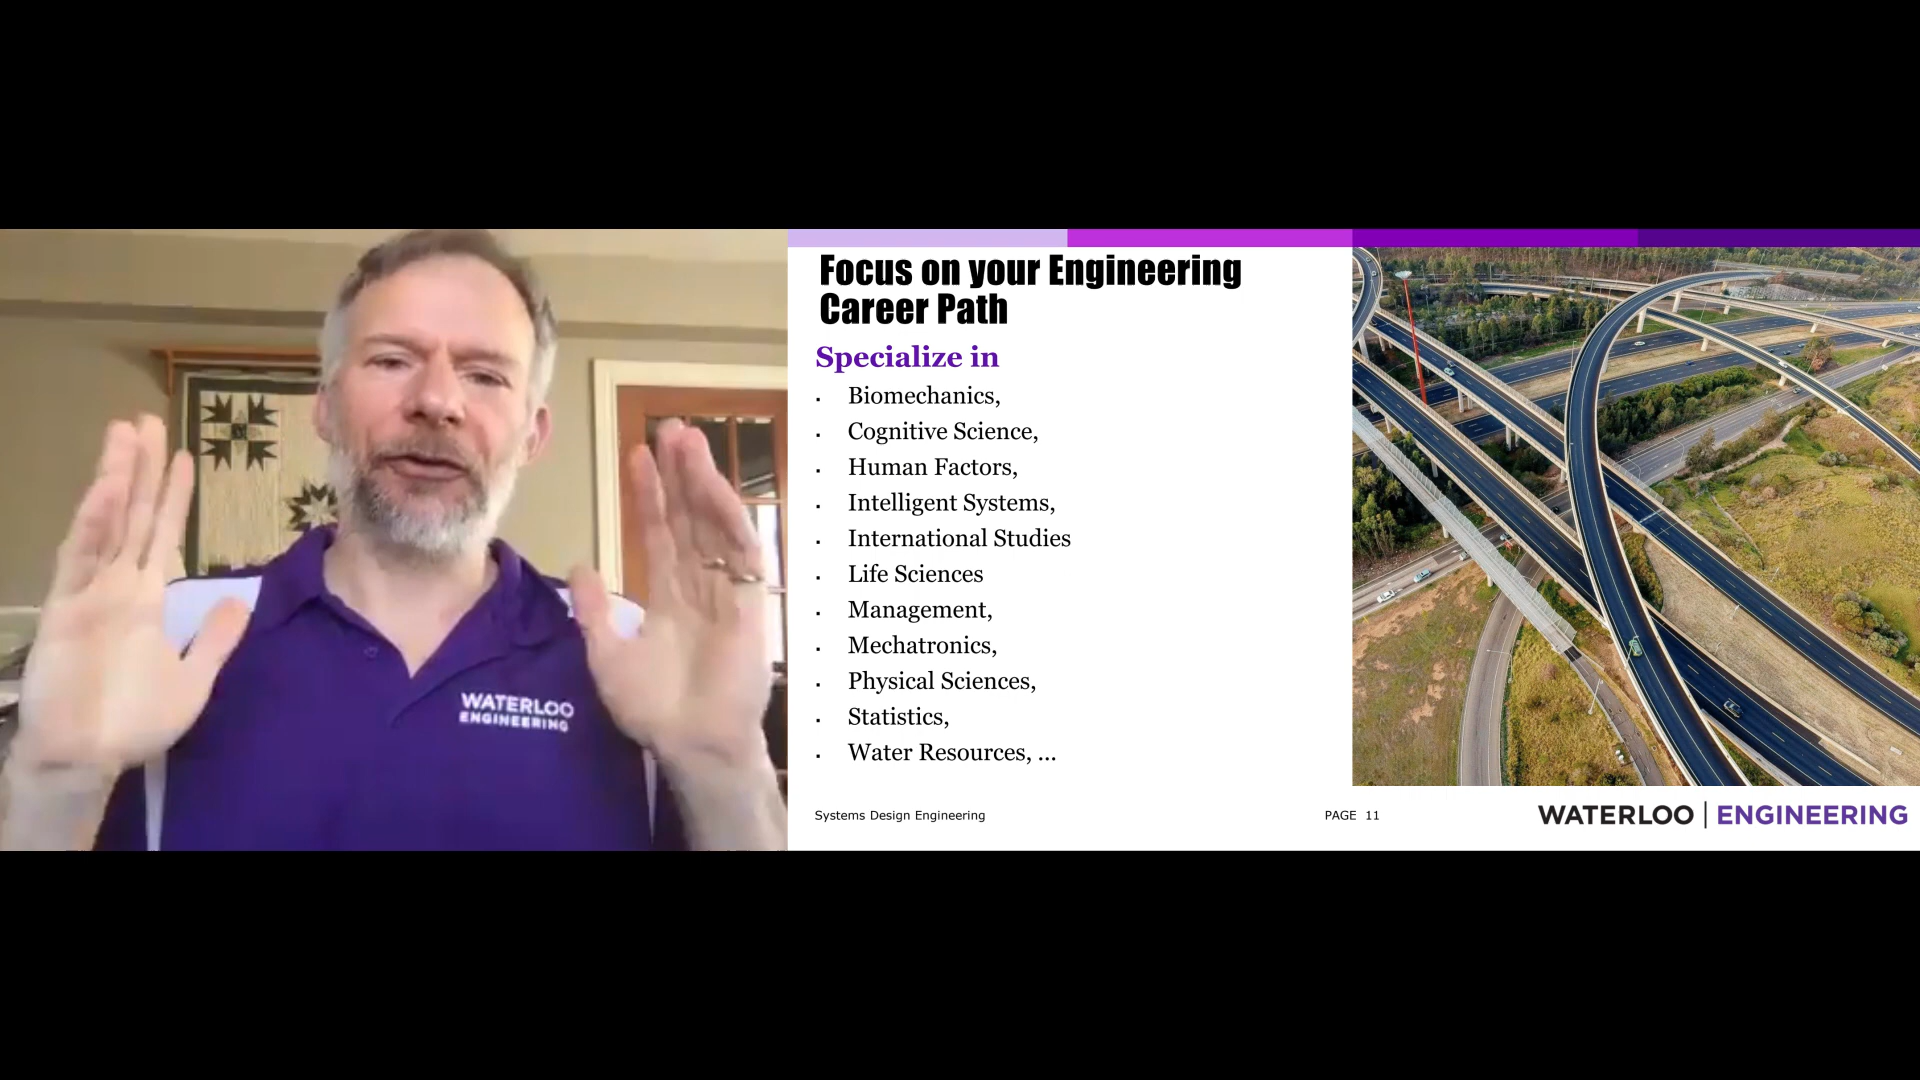 WATERLOO
ENGINEERING
Focus on your Engineering
Career Path
Specialize in
▪ Biomechanics,
▪ Cognitive Science,
▪ Human Factors,
▪ Intelligent Systems,
▪ International Studies
▪ Life Sciences
▪ Management,
▪ Mechatronics,
▪ Physical Sciences,
▪ Statistics,
▪ Water Resources, ...
Systems Design Engineering
PAGE 11
WATERLOO | ENGINEERING